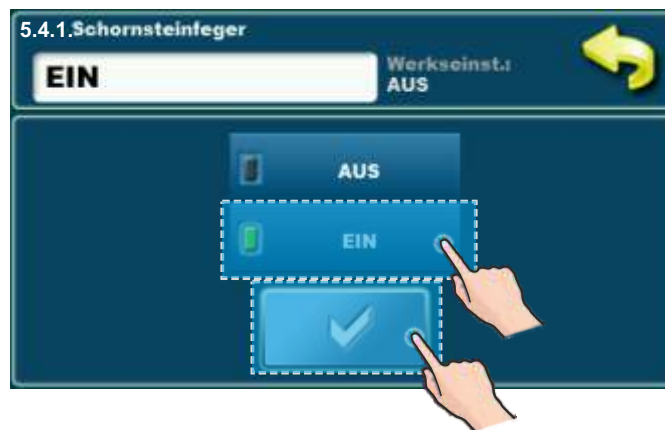 5.4.1.Schornsteinfeger
EIN
Werkseinst.:
AUS
AUS
EIN